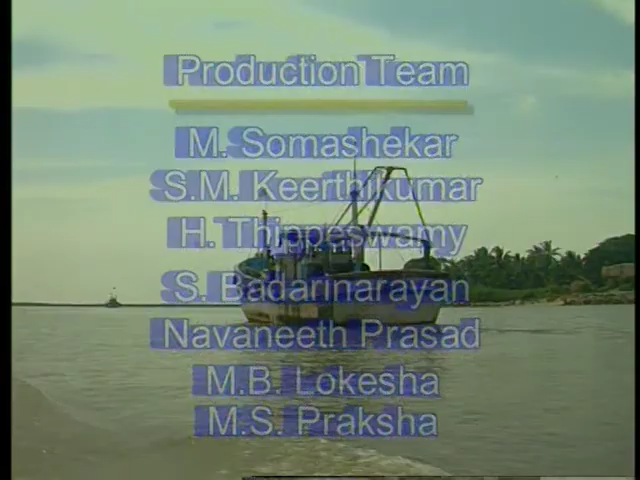 Production Team
M. Somashekar
S.M. Keerthikumar
H. Thippeswamy
S. Badarinarayan
Navaneeth Prasad
M.B. Lokesha
M.S. Praksha